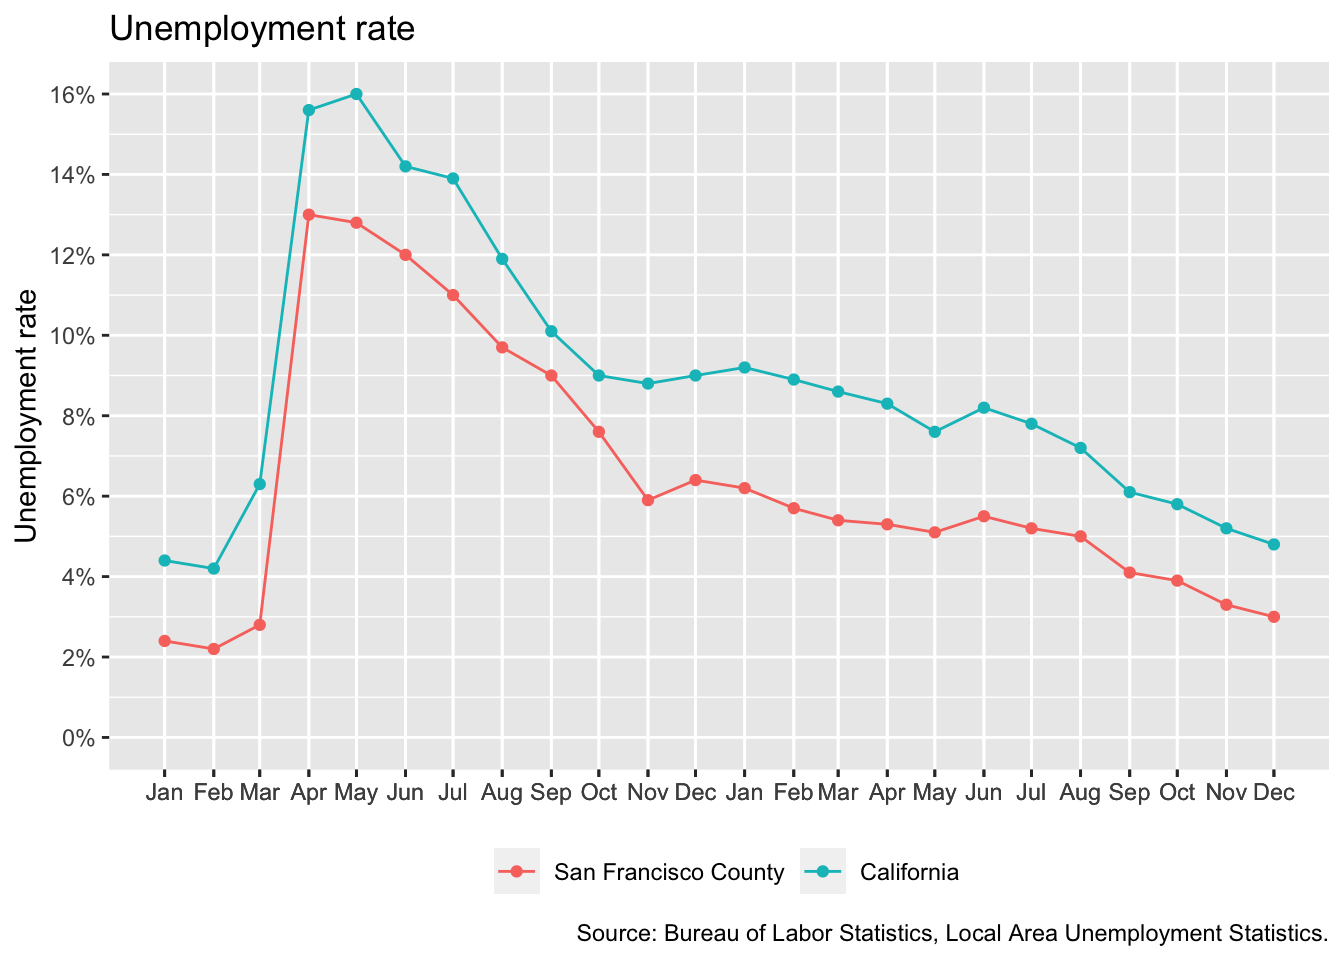 Unemployment rate
Unemployment rate
16%
14%
12%
10%
8%
6%
4%
2%
0%
Jan Feb Mar Apr May Jun Jul Aug Sep Oct Nov Dec Jan Feb Mar Apr May Jun Jul Aug Sep Oct Nov Dec
San Francisco County California
Source: Bureau of Labor Statistics, Local Area Unemployment Statistics.